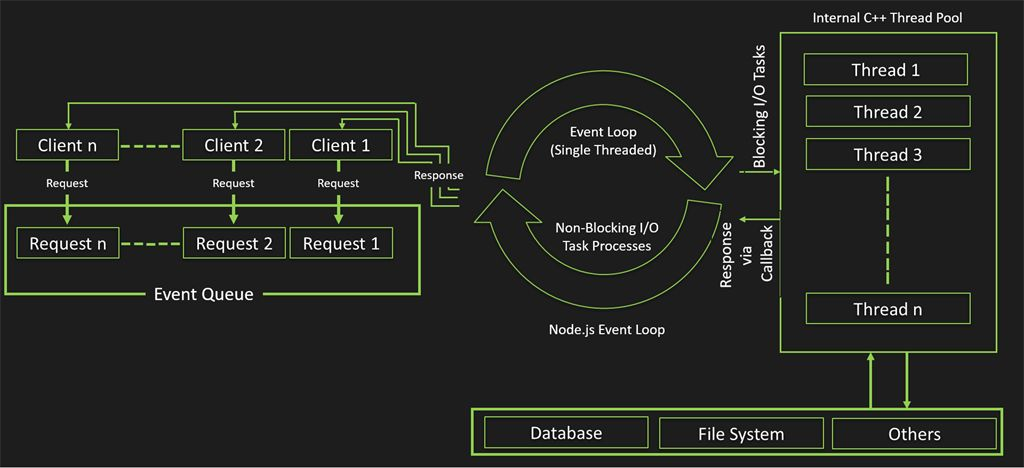 Internal C++ Thread Pool
Client n
Client 2
Client 1
Request
Request
Request
Response
Request n
Request 2
Request 1
Event Queue
Event Loop
(Single Threaded)
Non-Blocking I/O
Task Processes
Node.js Event Loop
Blocking I/O Tasks
Response
via
Callback
Thread 1
Thread 2
Thread 3
Thread n
Database
File System
Others